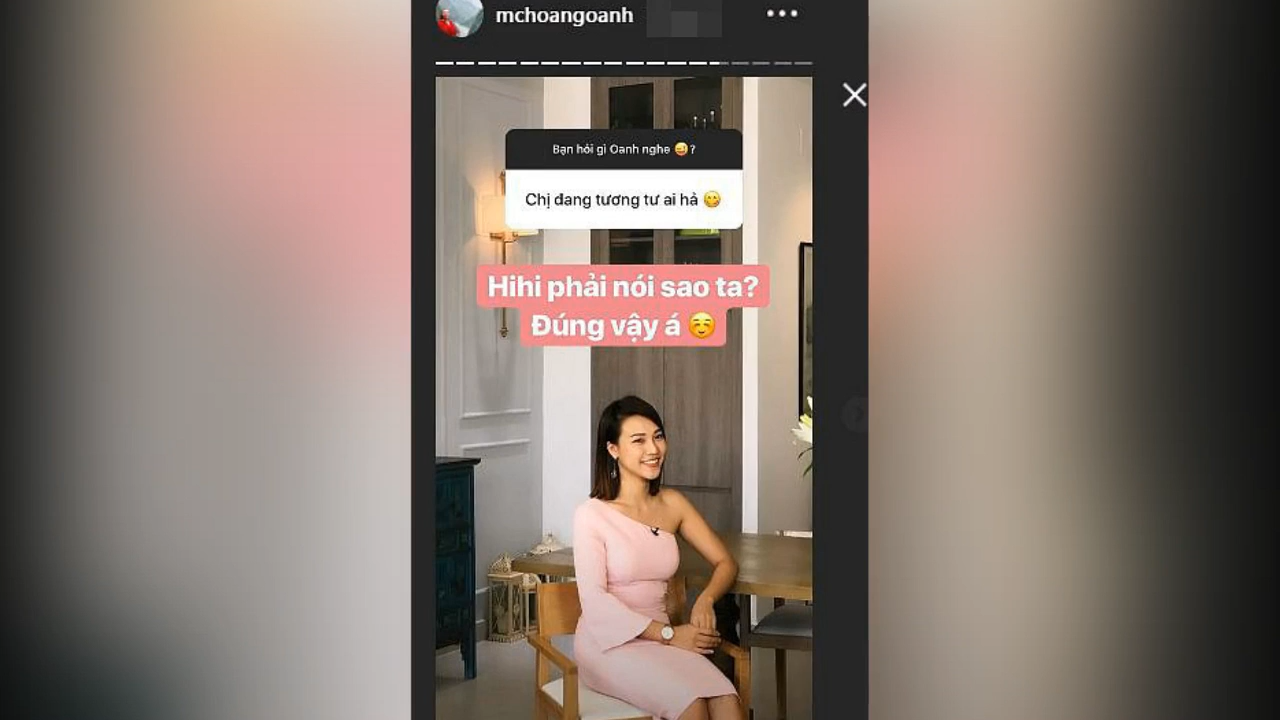 mchoangoanh
Bạn hỏi gì Oanh nghe 😜?
Chị đang tương tư ai hả 😋
Hihi phải nói sao ta?
Đúng vậy á ☺️